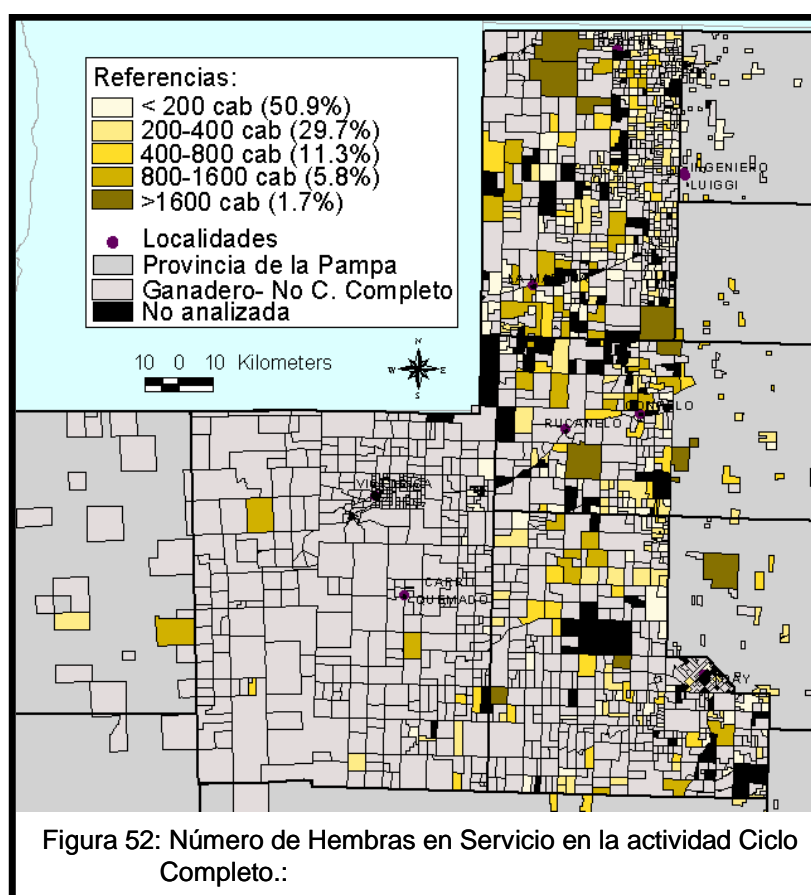 Referencias:
< 200 cab (50.9%)
200-400 cab (29.7%)
400-800 cab (11.3%)
800-1600 cab (5.8%)
>1600 cab (1.7%)
Localidades
Provincia de la Pampa
Ganadero- No C. Completo
No analizada
10 0 10 Kilometers
N
W E
S
INGENIERO
LUIGGI
RUCANELO
QUEMADO
Figura 52: Número de Hembras en Servicio en la actividad Ciclo
Completo.: